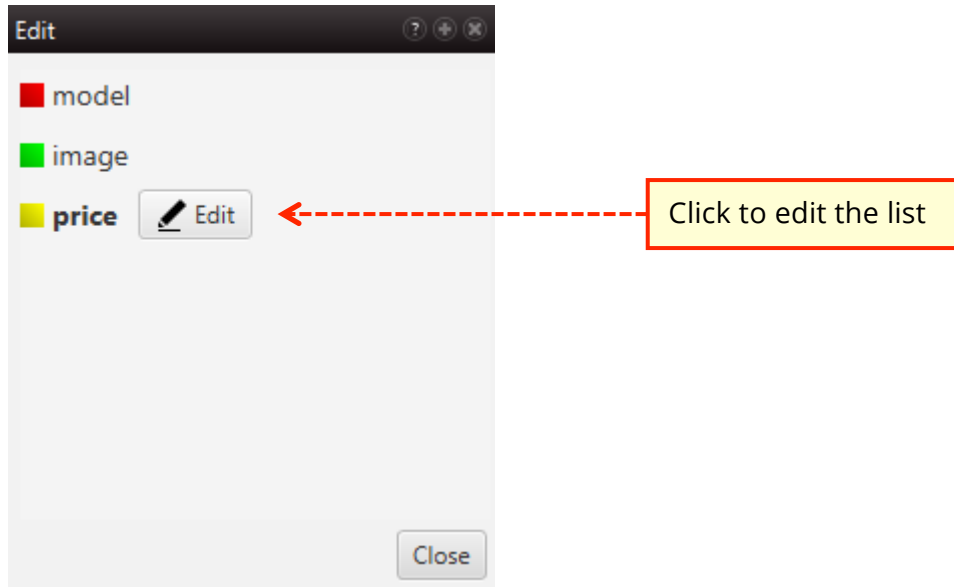 Edit
model
image
price Edit
Click to edit the list
Close